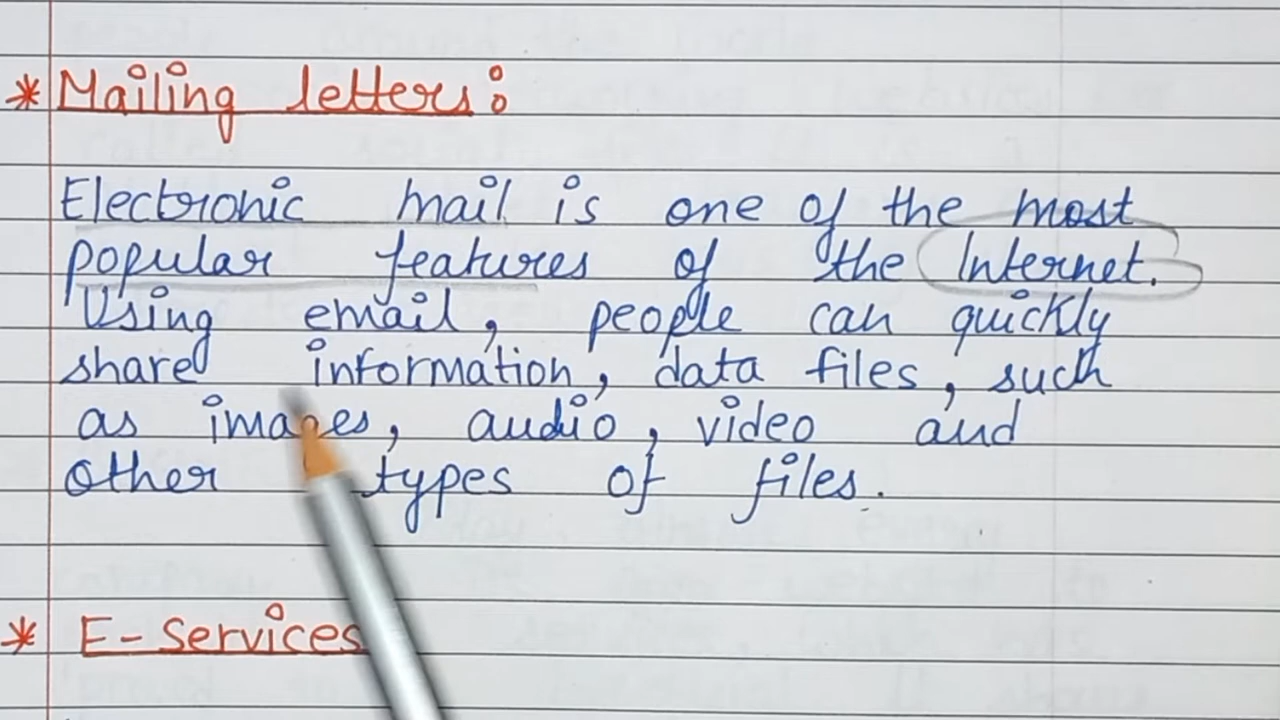 * Mailing letters:
Electronic mail is one of the most
popular features of the Internet.
Using email, people can quickly
share information, data files, such
as images, audio, video and
other types of files.
* E-Services